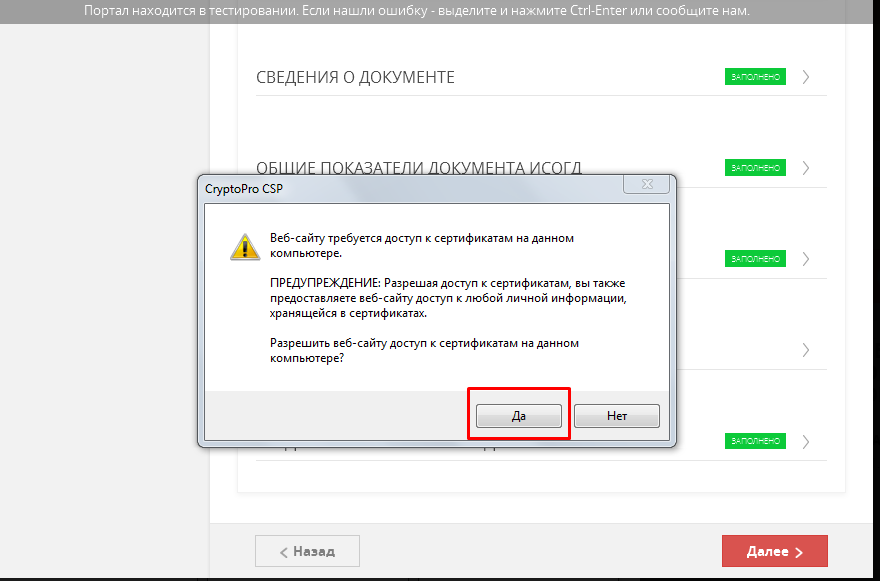 Портал находится в тестировании. Если нашли ошибку - выделите и нажмите Ctrl-Enter или сообщите нам.
СВЕДЕНИЯ О ДОКУМЕНТЕ
ЗАПОЛНЕНО
ОБЩИЕ ПОКАЗАТЕЛИ ДОКУМЕНТА ИСОГД
ЗАПОЛНЕНО
CryptoPro CSP
Веб-сайту требуется доступ к сертификатам на данном
компьютере.
ПРЕДУПРЕЖДЕНИЕ: Разрешая доступ к сертификатам, вы также
предоставляете веб-сайту доступ к любой личной информации,
хранящейся в сертификатах.
Разрешить веб-сайту доступ к сертификатам на данном
компьютере?
Да
Нет
ЗАПОЛНЕНО
ЗАПОЛНЕНО
Назад
Далее